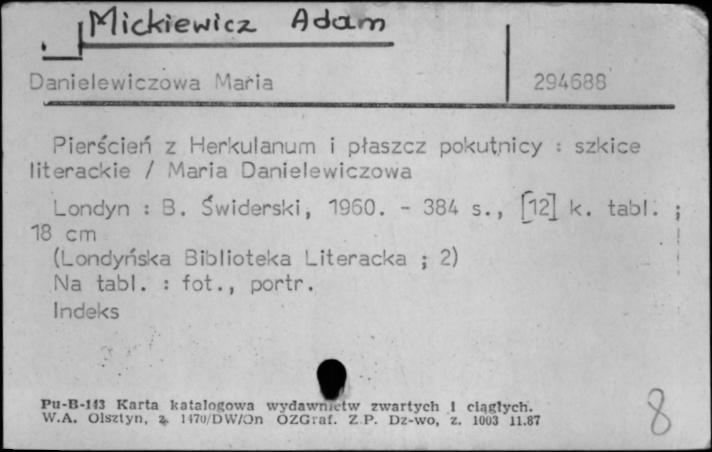 Mickiewicz Adam
Danielewiczowa Maria 294688
Pierścień z Herkulanum i płaszcz pokutnicy : szkice
literackie / Maria Danielewiczowa
Londyn : B. Świderski, 1960. - 384 s., [12] k. tabl. ;
18 cm
(Londyńska Biblioteka Literacka ; 2)
Na tabl. : fot., portr.
Indeks
Pu-B-143 Karta katalogowa wydawnictw zwartych i ciągłych.
W.A. Olsztyn, z. 1470/DW/On OZGraf. Z.P. Dz-wo, z. 1003 11.87
8